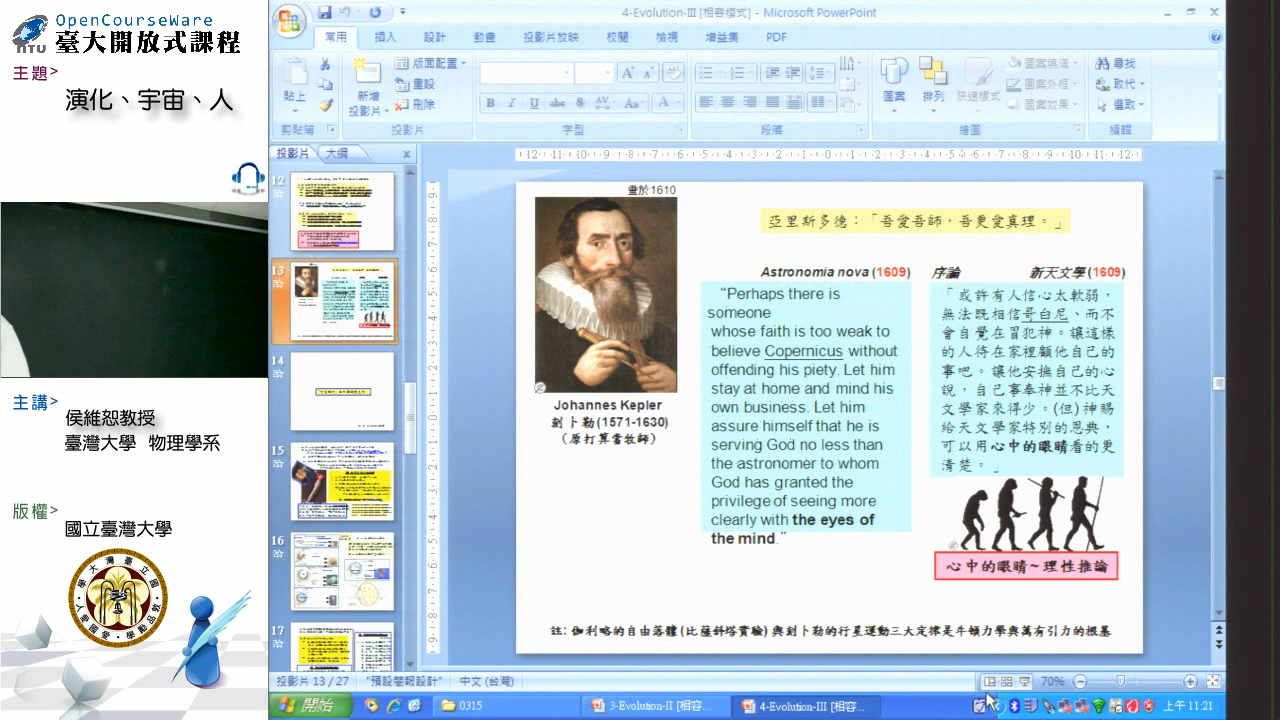 OpenCourseWare
NTU
臺大開放式課程
主題>
演化、宇宙、人
主講>
侯維恕教授
臺灣大學 物理學系
版權>
國立臺灣大學
4-Evolution-III [相容模式] - Microsoft PowerPoint
常用 插入 設計 動畫 投影片放映 校閱 檢視 增益集 PDF
貼上
新增
投影片
版面配置
重設
刪除
圖案
排列
快速樣式
圖案填滿
圖案外框
圖案效果
尋找
取代
選取
剪貼簿 投影片 字型 段落 繪圖 編輯
投影片 大綱
12
13
14
15
16
17
畫於1610
亞里斯多德：「吾愛吾師，吾更愛真理
Johannes Kepler
刻卜勒(1571-1630)
（原打算當牧師）
Astronomia nova (1609)
“Perhaps there is
someone
whose faith is too weak to
believe Copernicus without
offending his piety. Let him
stay at home and mind his
own business. Let him
assure himself that he is
serving God no less than
the astronomer to whom
God has granted the
privilege of seeing more
clearly with the eyes of
the mind.”
序論 新天文學(1609)
「或許有人信心太軟弱，
無法既相信哥白尼、而不
會自覺在冒犯神。讓這樣
的人待在家裡顧他自己的
事吧。讓他安撫自己的心
說，自己事奉神並不比天
文學家來得少。(但)神賜
給天文學家特別的恩典，
可以用心中的眼睛看的更
清楚。」
心中的眼睛~理性推論
註:伽利略的自由落體(比薩斜塔)及刻卜勒的行星運動三大定律是牛頓力學與萬有引力的根基
投影片 13 / 27 "預設簡報設計" 中文 (台灣) 70%
開始 0315 3-Evolution-II [相容... 4-Evolution-III [相容... 上午 11:21